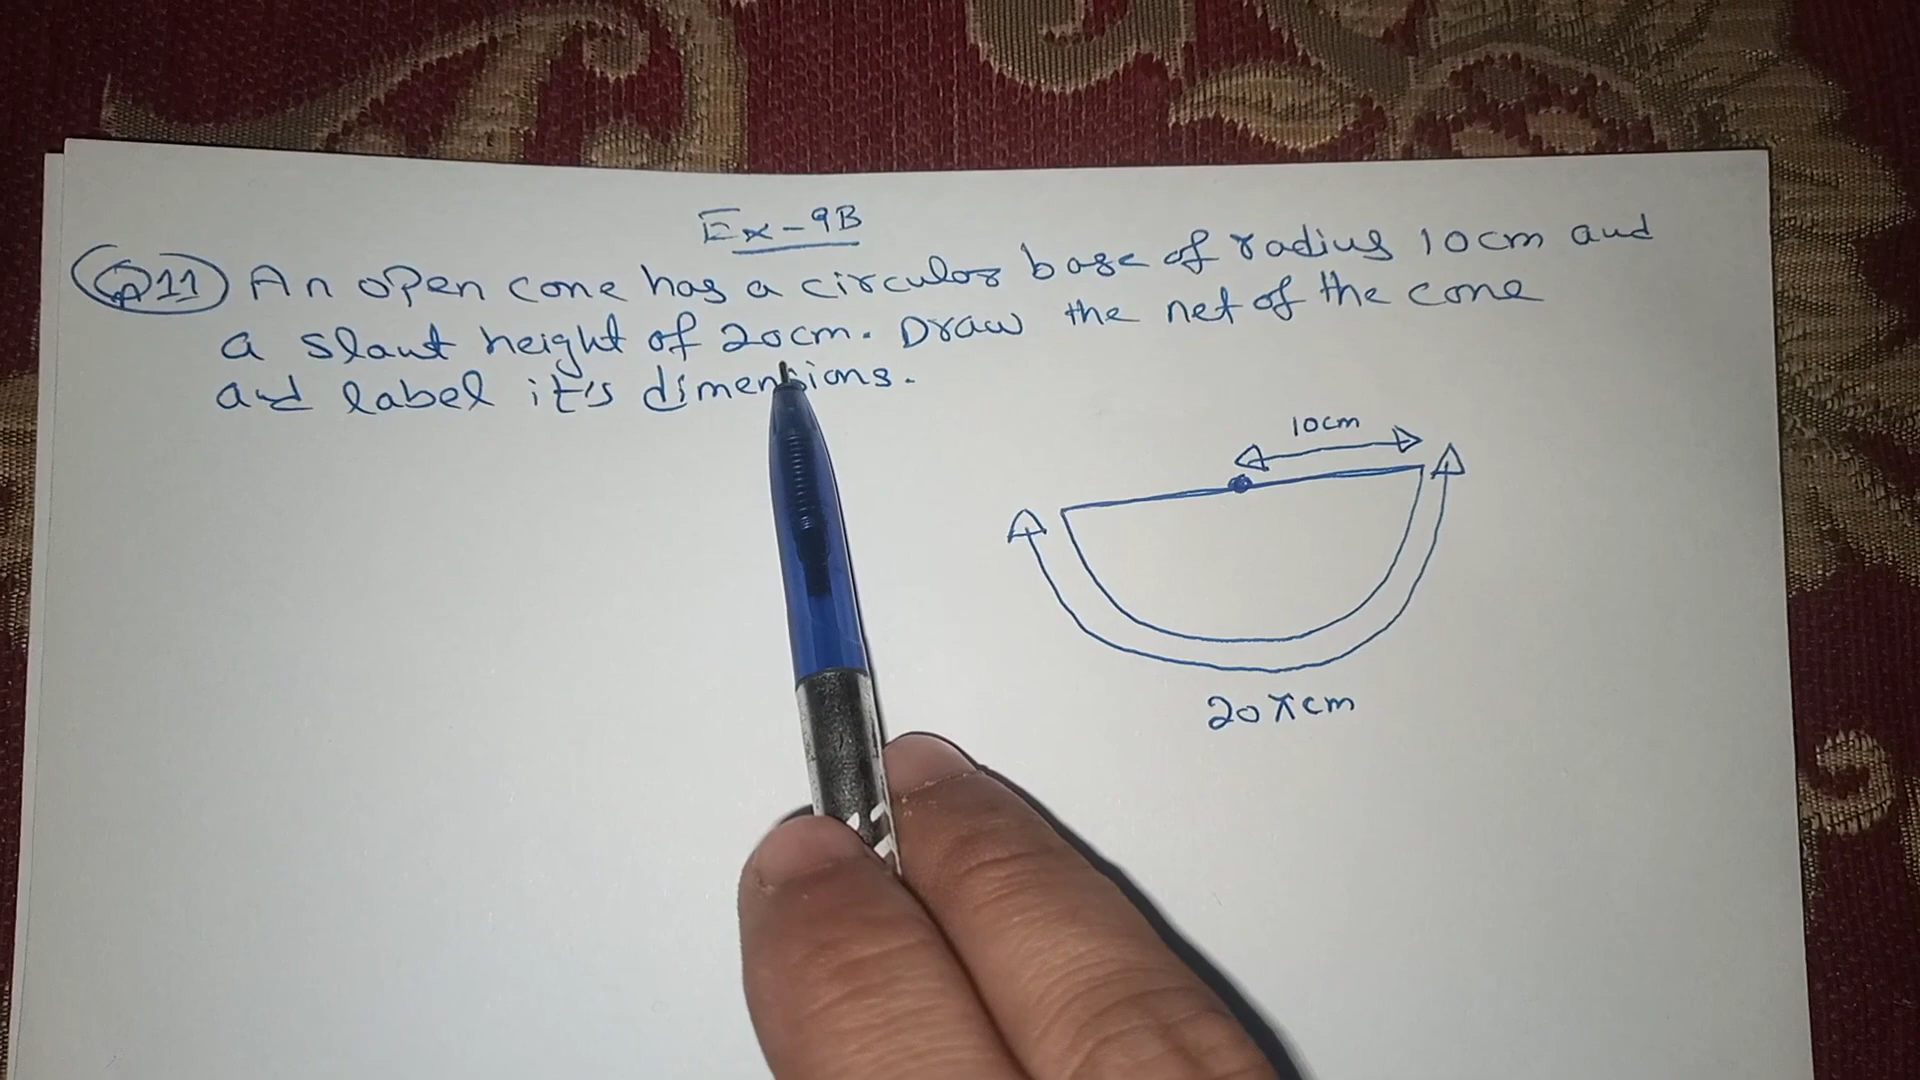 Ex-9B
Q11 An open cone has a circular base of radius 10cm and
a slant height of 20cm. Draw the net of the cone
and label it's dimensions.
10cm
20πcm